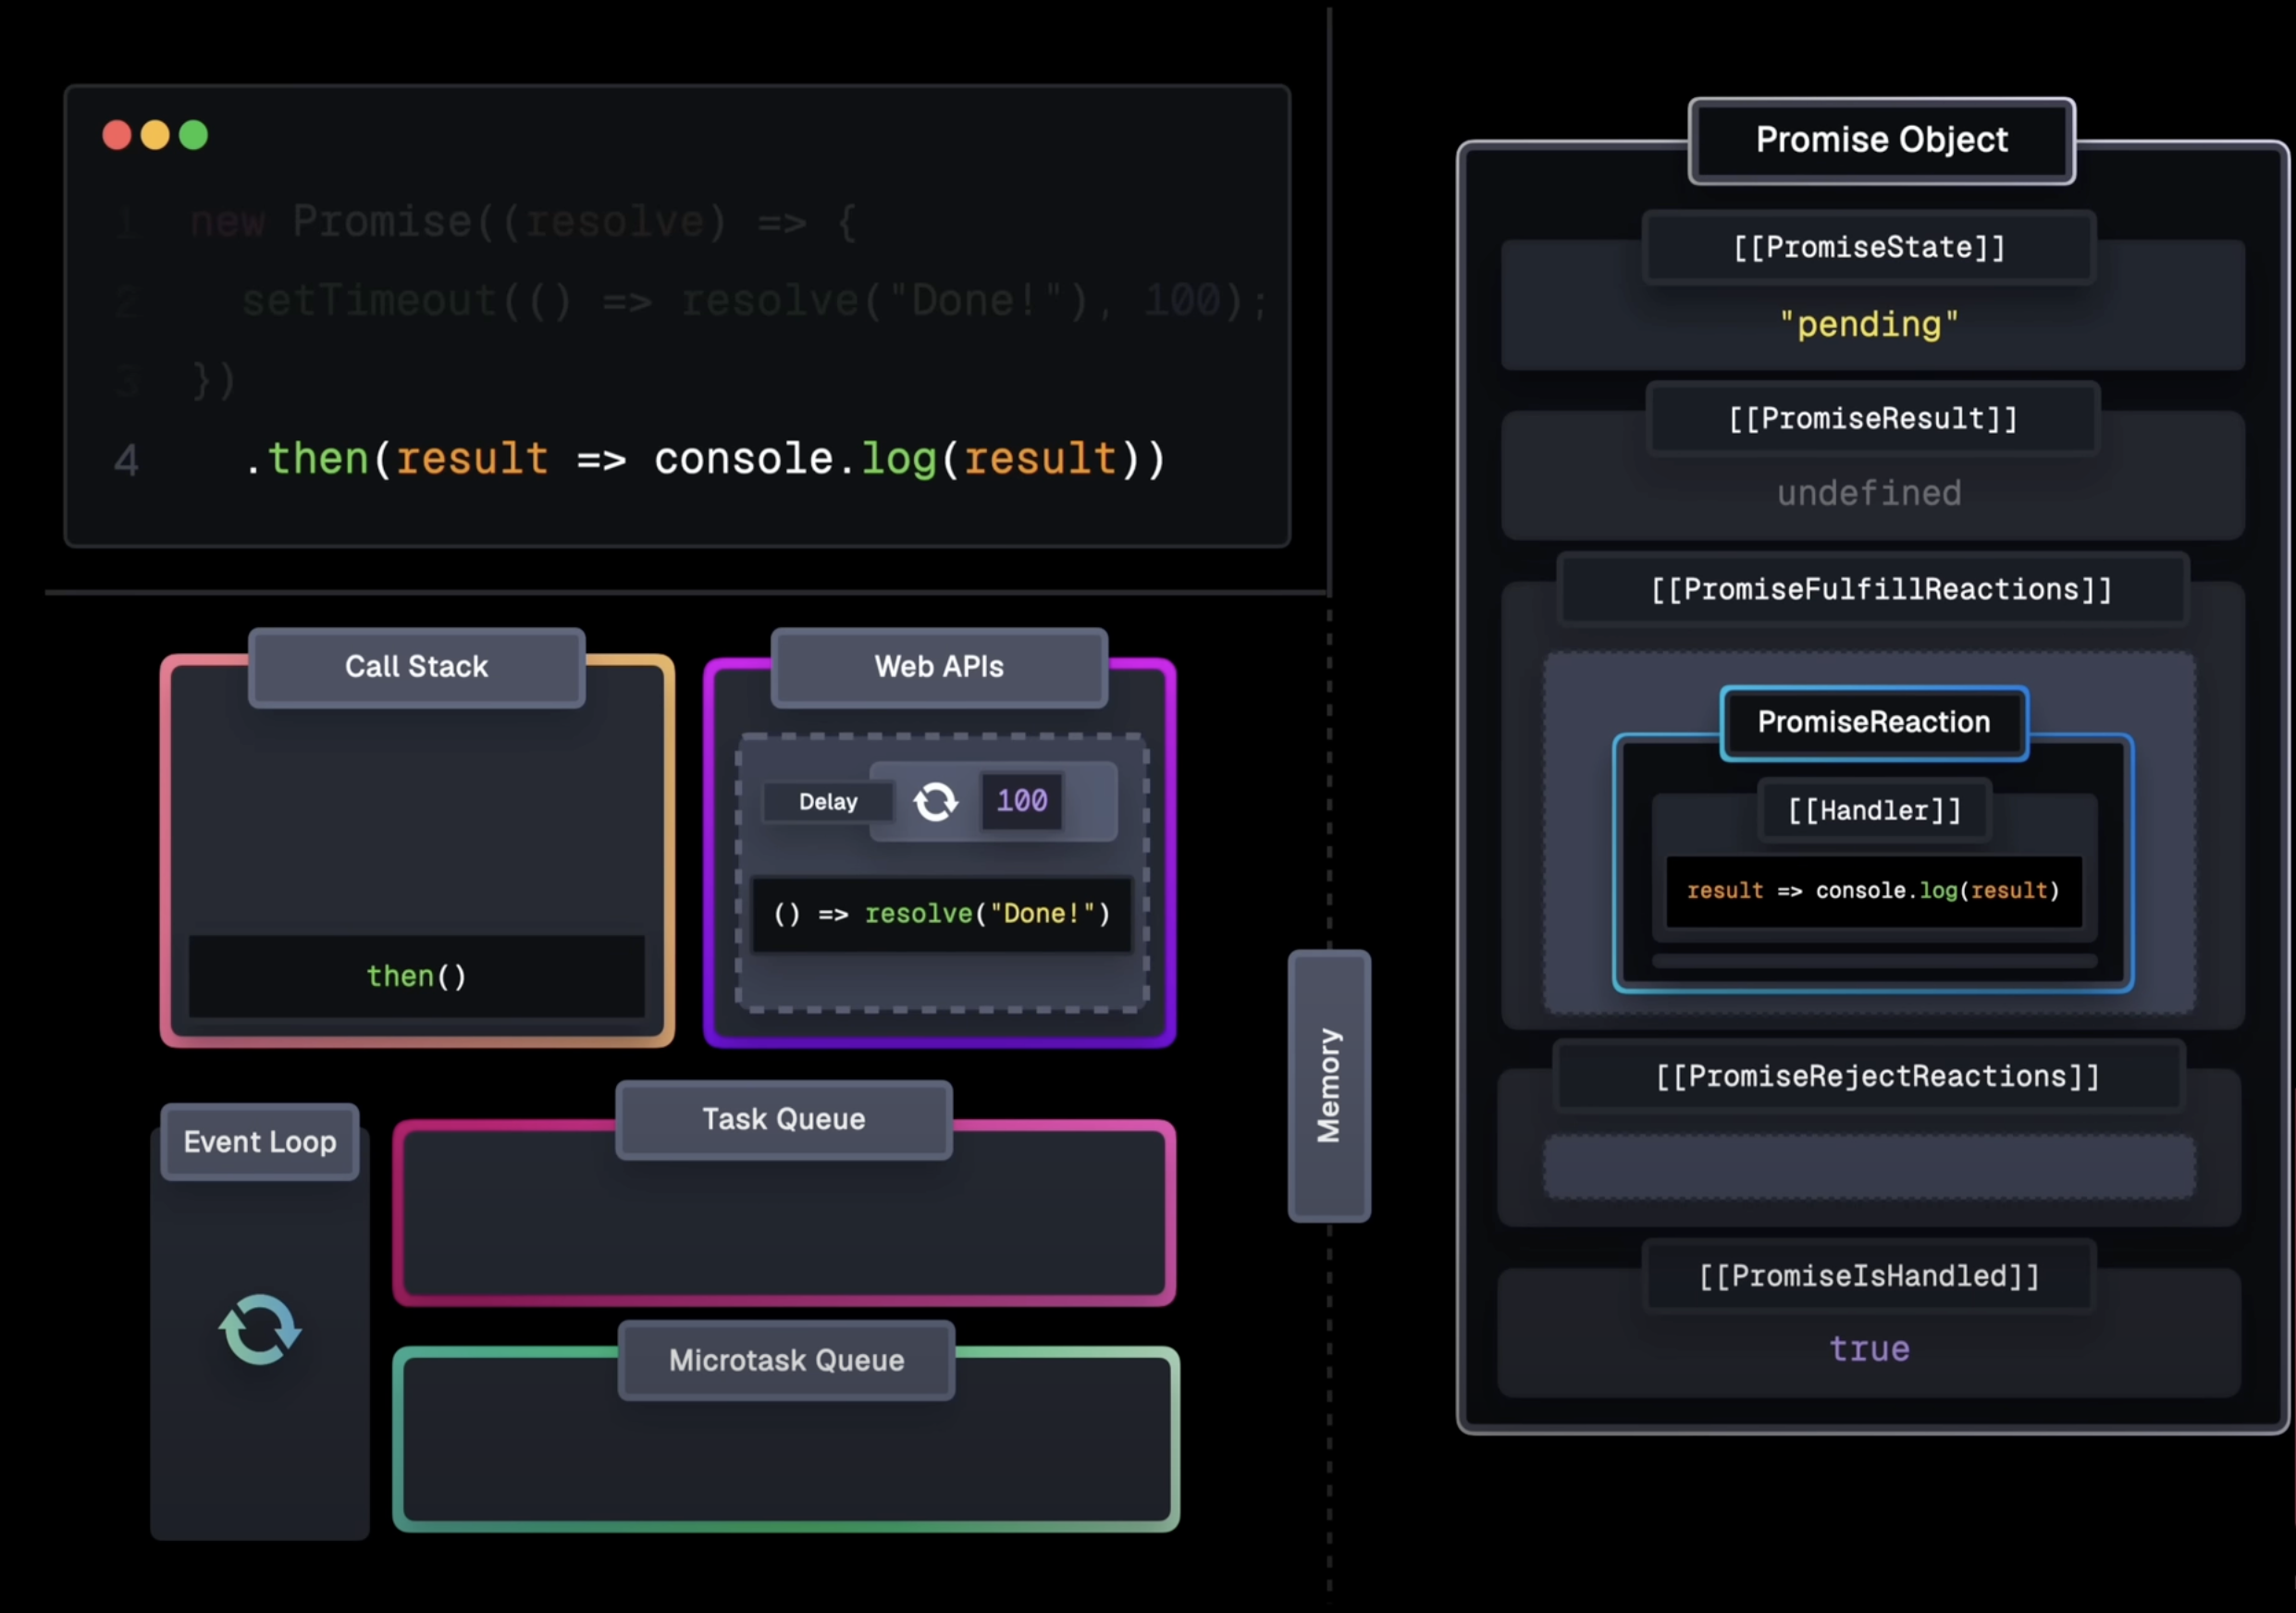 1 new Promise((resolve) => {
2 setTimeout(() => resolve("Done!"), 100);
3 })
4 .then(result => console.log(result))
Call Stack
then()
Web APIs
Delay 100
() => resolve("Done!")
Event Loop
Task Queue
Microtask Queue
Memory
Promise Object
[[PromiseState]]
"pending"
[[PromiseResult]]
undefined
[[PromiseFulfillReactions]]
PromiseReaction
[[Handler]]
result => console.log(result)
[[PromiseRejectReactions]]
[[PromiseIsHandled]]
true